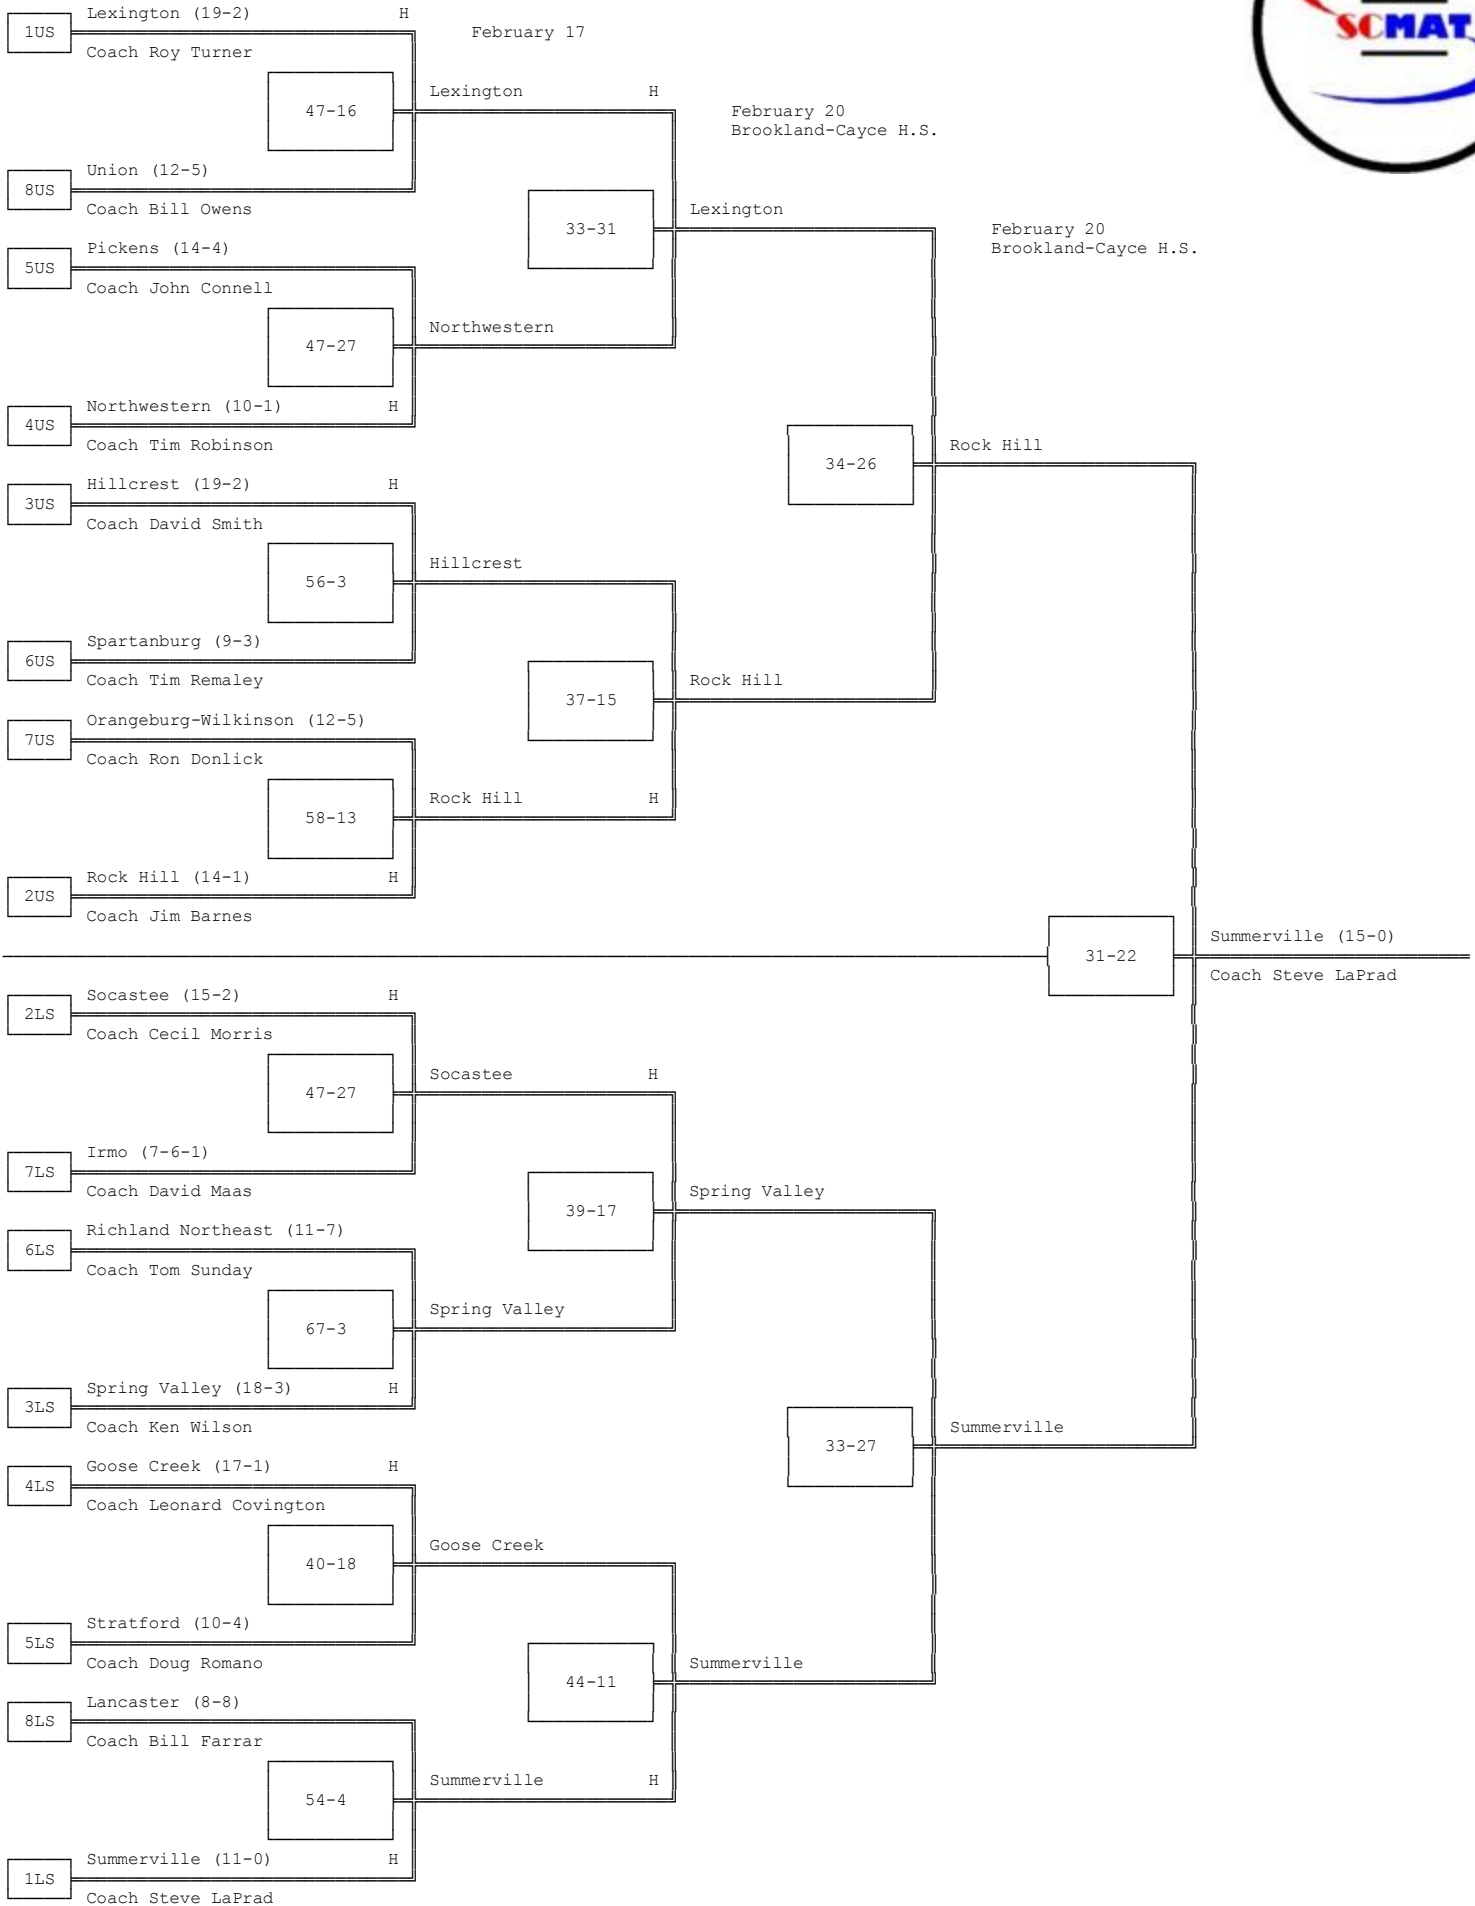 Lexington (19-2) H
1US
Coach Roy Turner
February 17
SCMAT
47-16
Lexington H
February 20
Brookland-Cayce H.S.
Union (12-5)
8US
Coach Bill Owens
33-31
Lexington
February 20
Brookland-Cayce H.S.
Pickens (14-4)
5US
Coach John Connell
47-27
Northwestern
Northwestern (10-1) H
4US
Coach Tim Robinson
34-26
Rock Hill
Hillcrest (19-2) H
3US
Coach David Smith
56-3
Hillcrest
Spartanburg (9-3)
6US
Coach Tim Remaley
37-15
Rock Hill
Orangeburg-Wilkinson (12-5)
7US
Coach Ron Donlick
58-13
Rock Hill H
Rock Hill (14-1) H
2US
Coach Jim Barnes
31-22
Summerville (15-0)
Coach Steve LaPrad
Socastee (15-2) H
2LS
Coach Cecil Morris
47-27
Socastee H
Irmo (7-6-1)
7LS
Coach David Maas
39-17
Spring Valley
Richland Northeast (11-7)
6LS
Coach Tom Sunday
67-3
Spring Valley
Spring Valley (18-3) H
3LS
Coach Ken Wilson
33-27
Summerville
Goose Creek (17-1) H
4LS
Coach Leonard Covington
40-18
Goose Creek
Stratford (10-4)
5LS
Coach Doug Romano
44-11
Summerville
Lancaster (8-8)
8LS
Coach Bill Farrar
54-4
Summerville H
Summerville (11-0) H
1LS
Coach Steve LaPrad